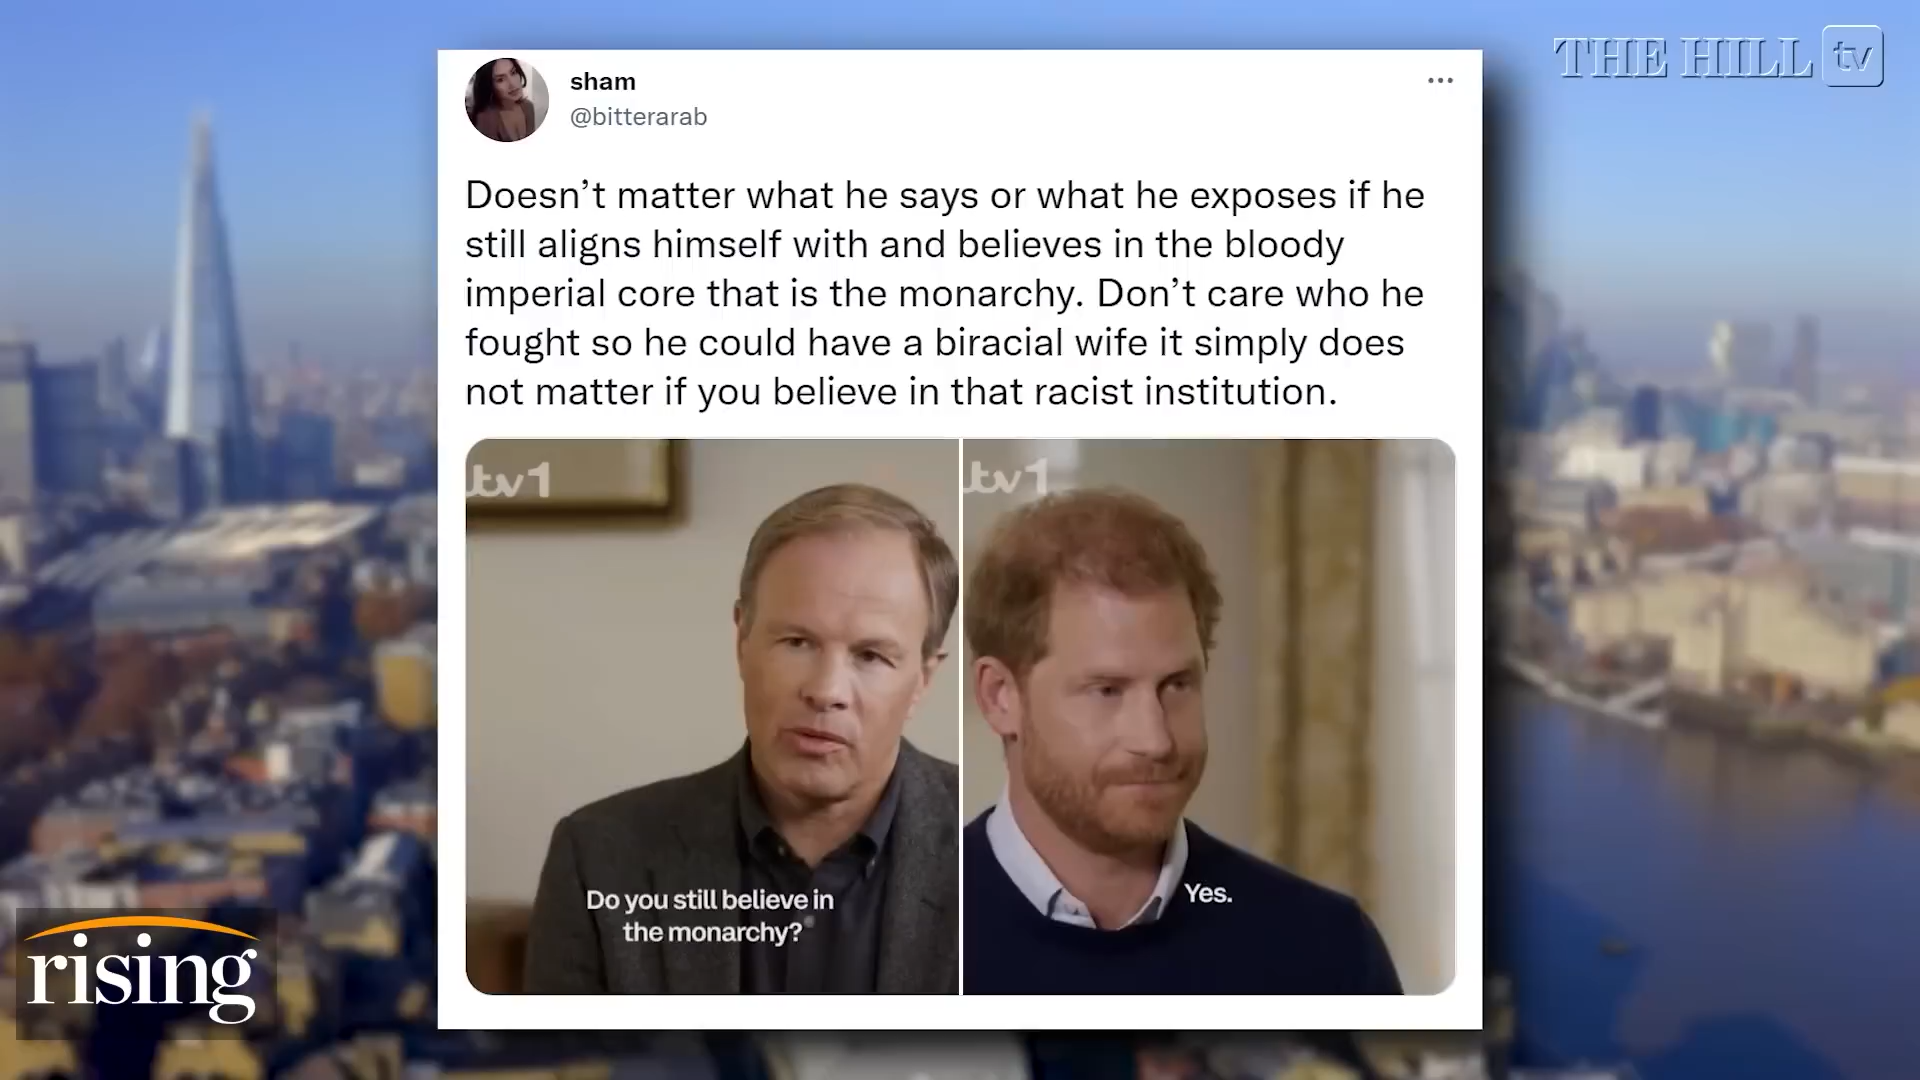 THE HILL tv
sham
@bitterarab
Doesn’t matter what he says or what he exposes if he
still aligns himself with and believes in the bloody
imperial core that is the monarchy. Don’t care who he
fought so he could have a biracial wife it simply does
not matter if you believe in that racist institution.
itv1
itv1
Do you still believe in
the monarchy?
Yes.
rising